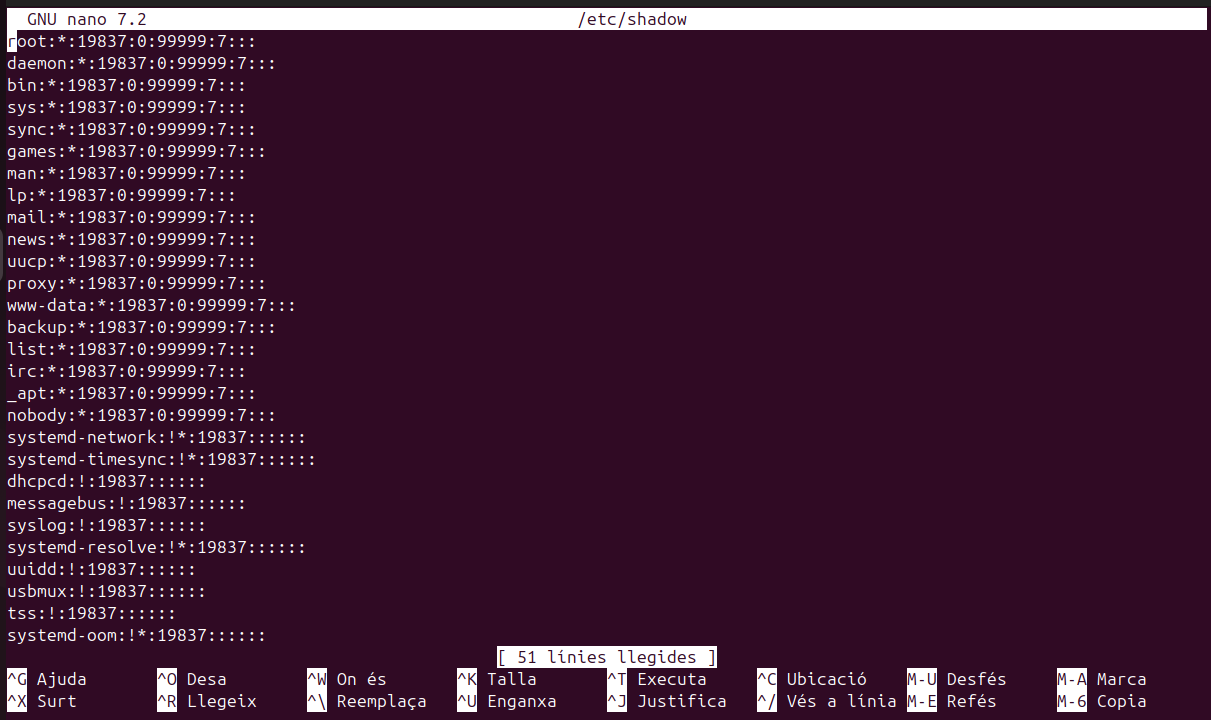 GNU nano 7.2 /etc/shadow
root:*:19837:0:99999:7:::
daemon:*:19837:0:99999:7:::
bin:*:19837:0:99999:7:::
sys:*:19837:0:99999:7:::
sync:*:19837:0:99999:7:::
games:*:19837:0:99999:7:::
man:*:19837:0:99999:7:::
lp:*:19837:0:99999:7:::
mail:*:19837:0:99999:7:::
news:*:19837:0:99999:7:::
uucp:*:19837:0:99999:7:::
proxy:*:19837:0:99999:7:::
www-data:*:19837:0:99999:7:::
backup:*:19837:0:99999:7:::
list:*:19837:0:99999:7:::
irc:*:19837:0:99999:7:::
_apt:*:19837:0:99999:7:::
nobody:*:19837:0:99999:7:::
systemd-network:!*:19837::::::
systemd-timesync:!*:19837::::::
dhcpcd:!:19837::::::
messagebus:!:19837::::::
syslog:!:19837::::::
systemd-resolve:!*:19837::::::
uuidd:!:19837::::::
usbmux:!:19837::::::
tss:!:19837::::::
systemd-oom:!*:19837::::::
[ 51 línies llegides ]
^G Ajuda ^O Desa ^W On és ^K Talla ^T Executa ^C Ubicació M-U Desfés M-A Marca
^X Surt ^R Llegeix ^\ Reemplaça ^U Enganxa ^J Justifica ^/ Vés a línia M-E Refés M-6 Copia